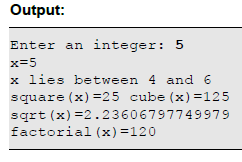 Output:
Enter an integer: 5
x=5
x lies between 4 and 6
square(x)=25 cube(x)=125
sqrt(x)=2.23606797749979
factorial(x)=120